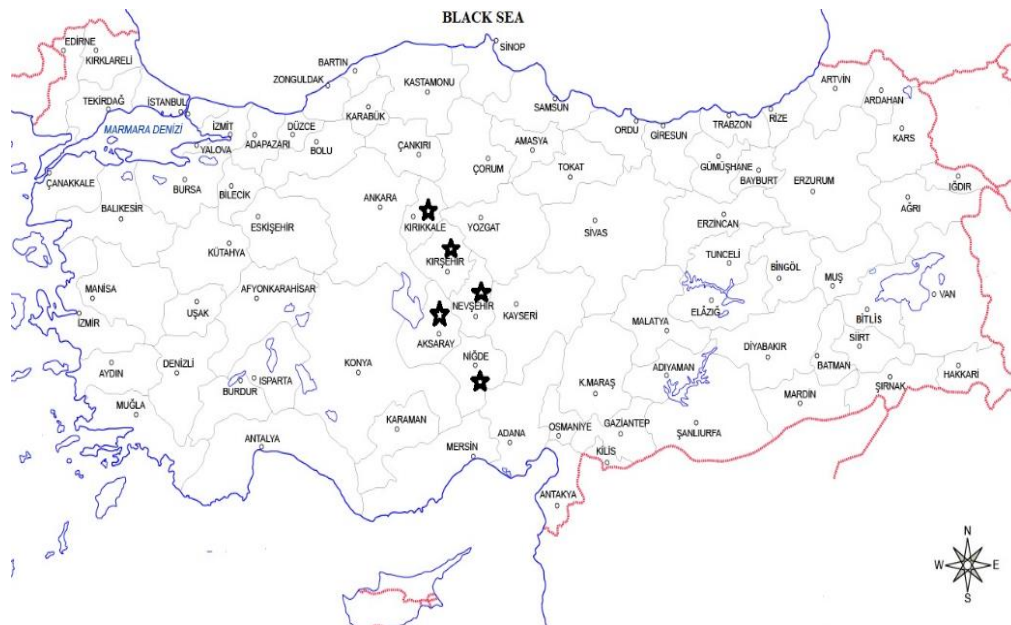 BLACK SEA
SİNOP
EDİRNE
KIRKLARELİ
BARTIN
ZONGULDAK
KASTAMONU
ARTVİN
ARDAHAN
TEKİRDAĞ
İSTANBUL
SAMSUN
KARABÜK
RİZE
TRABZON
ORDU
GİRESUN
MARMARA DENİZİ
İZMİT
DÜZCE
ADAPAZARI
BOLU
YALOVA
ÇANKIRI
AMASYA
KARS
ÇORUM
TOKAT
GÜMÜŞHANE
BAYBURT
ERZURUM
IĞDIR
ÇANAKKALE
BURSA
BİLECİK
ANKARA
AĞRI
BALIKESİR
ESKİŞEHİR
KIRIKKALE
YOZGAT
SİVAS
ERZİNCAN
KÜTAHYA
KIRŞEHİR
TUNCELİ
BİNGÖL
MUŞ
MANİSA
AFYONKARAHİSAR
UŞAK
NEVŞEHİR
KAYSERİ
ELAZIĞ
VAN
İZMİR
MALATYA
BİTLİS
AKSARAY
SİİRT
DİYABAKIR
AYDIN
DENİZLİ
KONYA
NİĞDE
BATMAN
HAKKARİ
BURDUR
ISPARTA
K.MARAŞ
ADIYAMAN
ŞIRNAK
MARDİN
MUĞLA
KARAMAN
ADANA
OSMANİYE
GAZİANTEP
ŞANLIURFA
ANTALYA
MERSİN
KİLİS
ANTAKYA
N
W
E
S